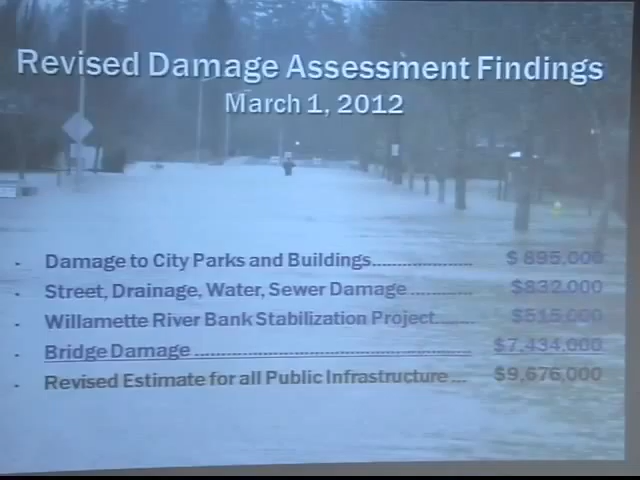 Revised Damage Assessment Findings
March 1, 2012
• Damage to City Parks and Buildings.................... $ 895,000
• Street, Drainage, Water, Sewer Damage ............ $832,000
• Willamette River Bank Stabilization Project........ $515,000
• Bridge Damage ...................................................... $7,434,000
• Revised Estimate for all Public Infrastructure ... $9,676,000